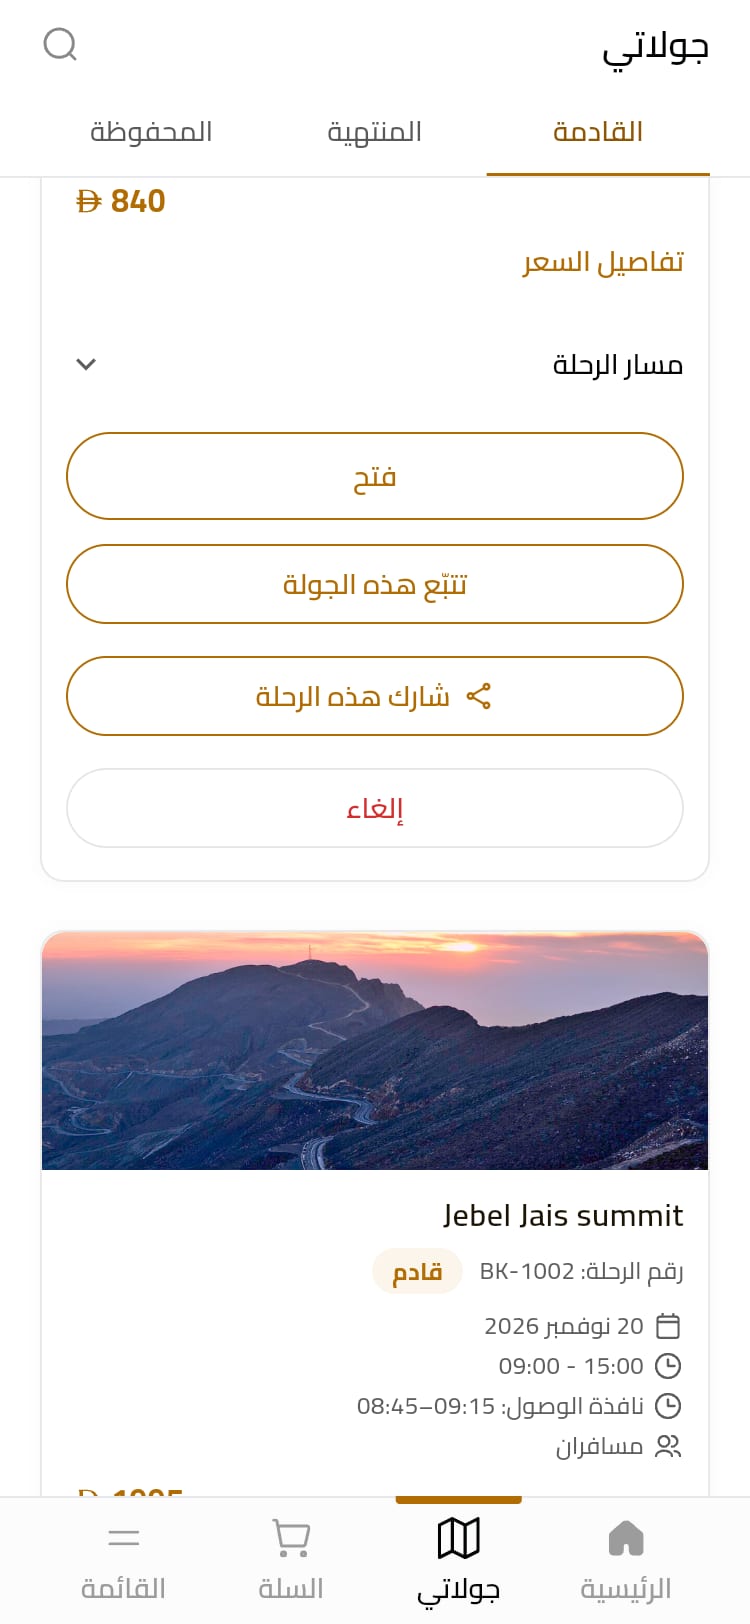 جولاتي
القادمة
المنتهية
المحفوظة
840
تفاصيل السعر
مسار الرحلة
فتح
تتبّع هذه الجولة
شارك هذه الرحلة
إلغاء
Jebel Jais summit
رقم الرحلة: BK-1002 قادم
20 نوفمبر 2026
09:00 - 15:00
نافذة الوصول: 08:45–09:15
مسافران
الرئيسية
جولاتي
السلة
القائمة